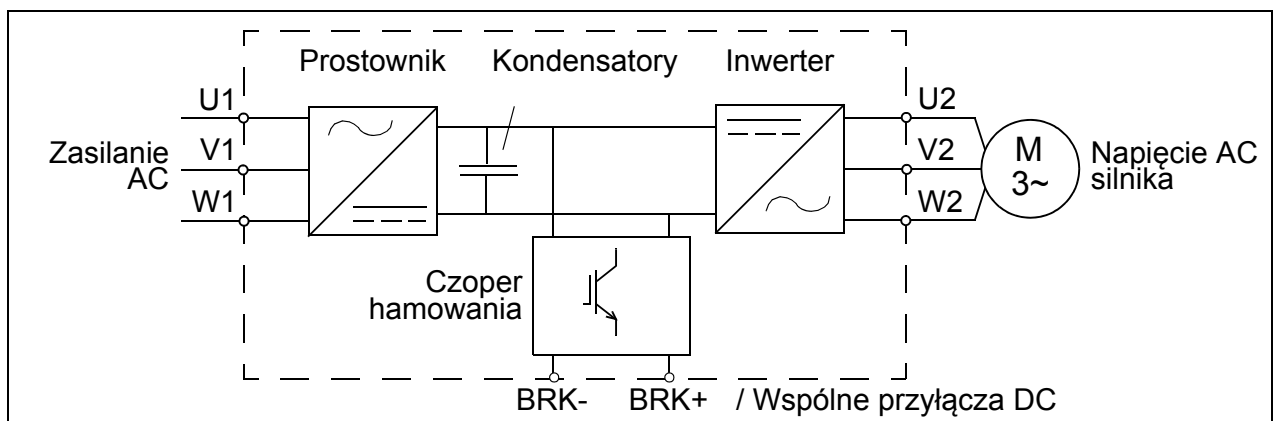 Prostownik Kondensatory Inwerter
U1
V1
W1
Zasilanie
AC
U2
V2
W2
M
3~
Napięcie AC
silnika
Czoper
hamowania
BRK- BRK+ / Wspólne przyłącza DC